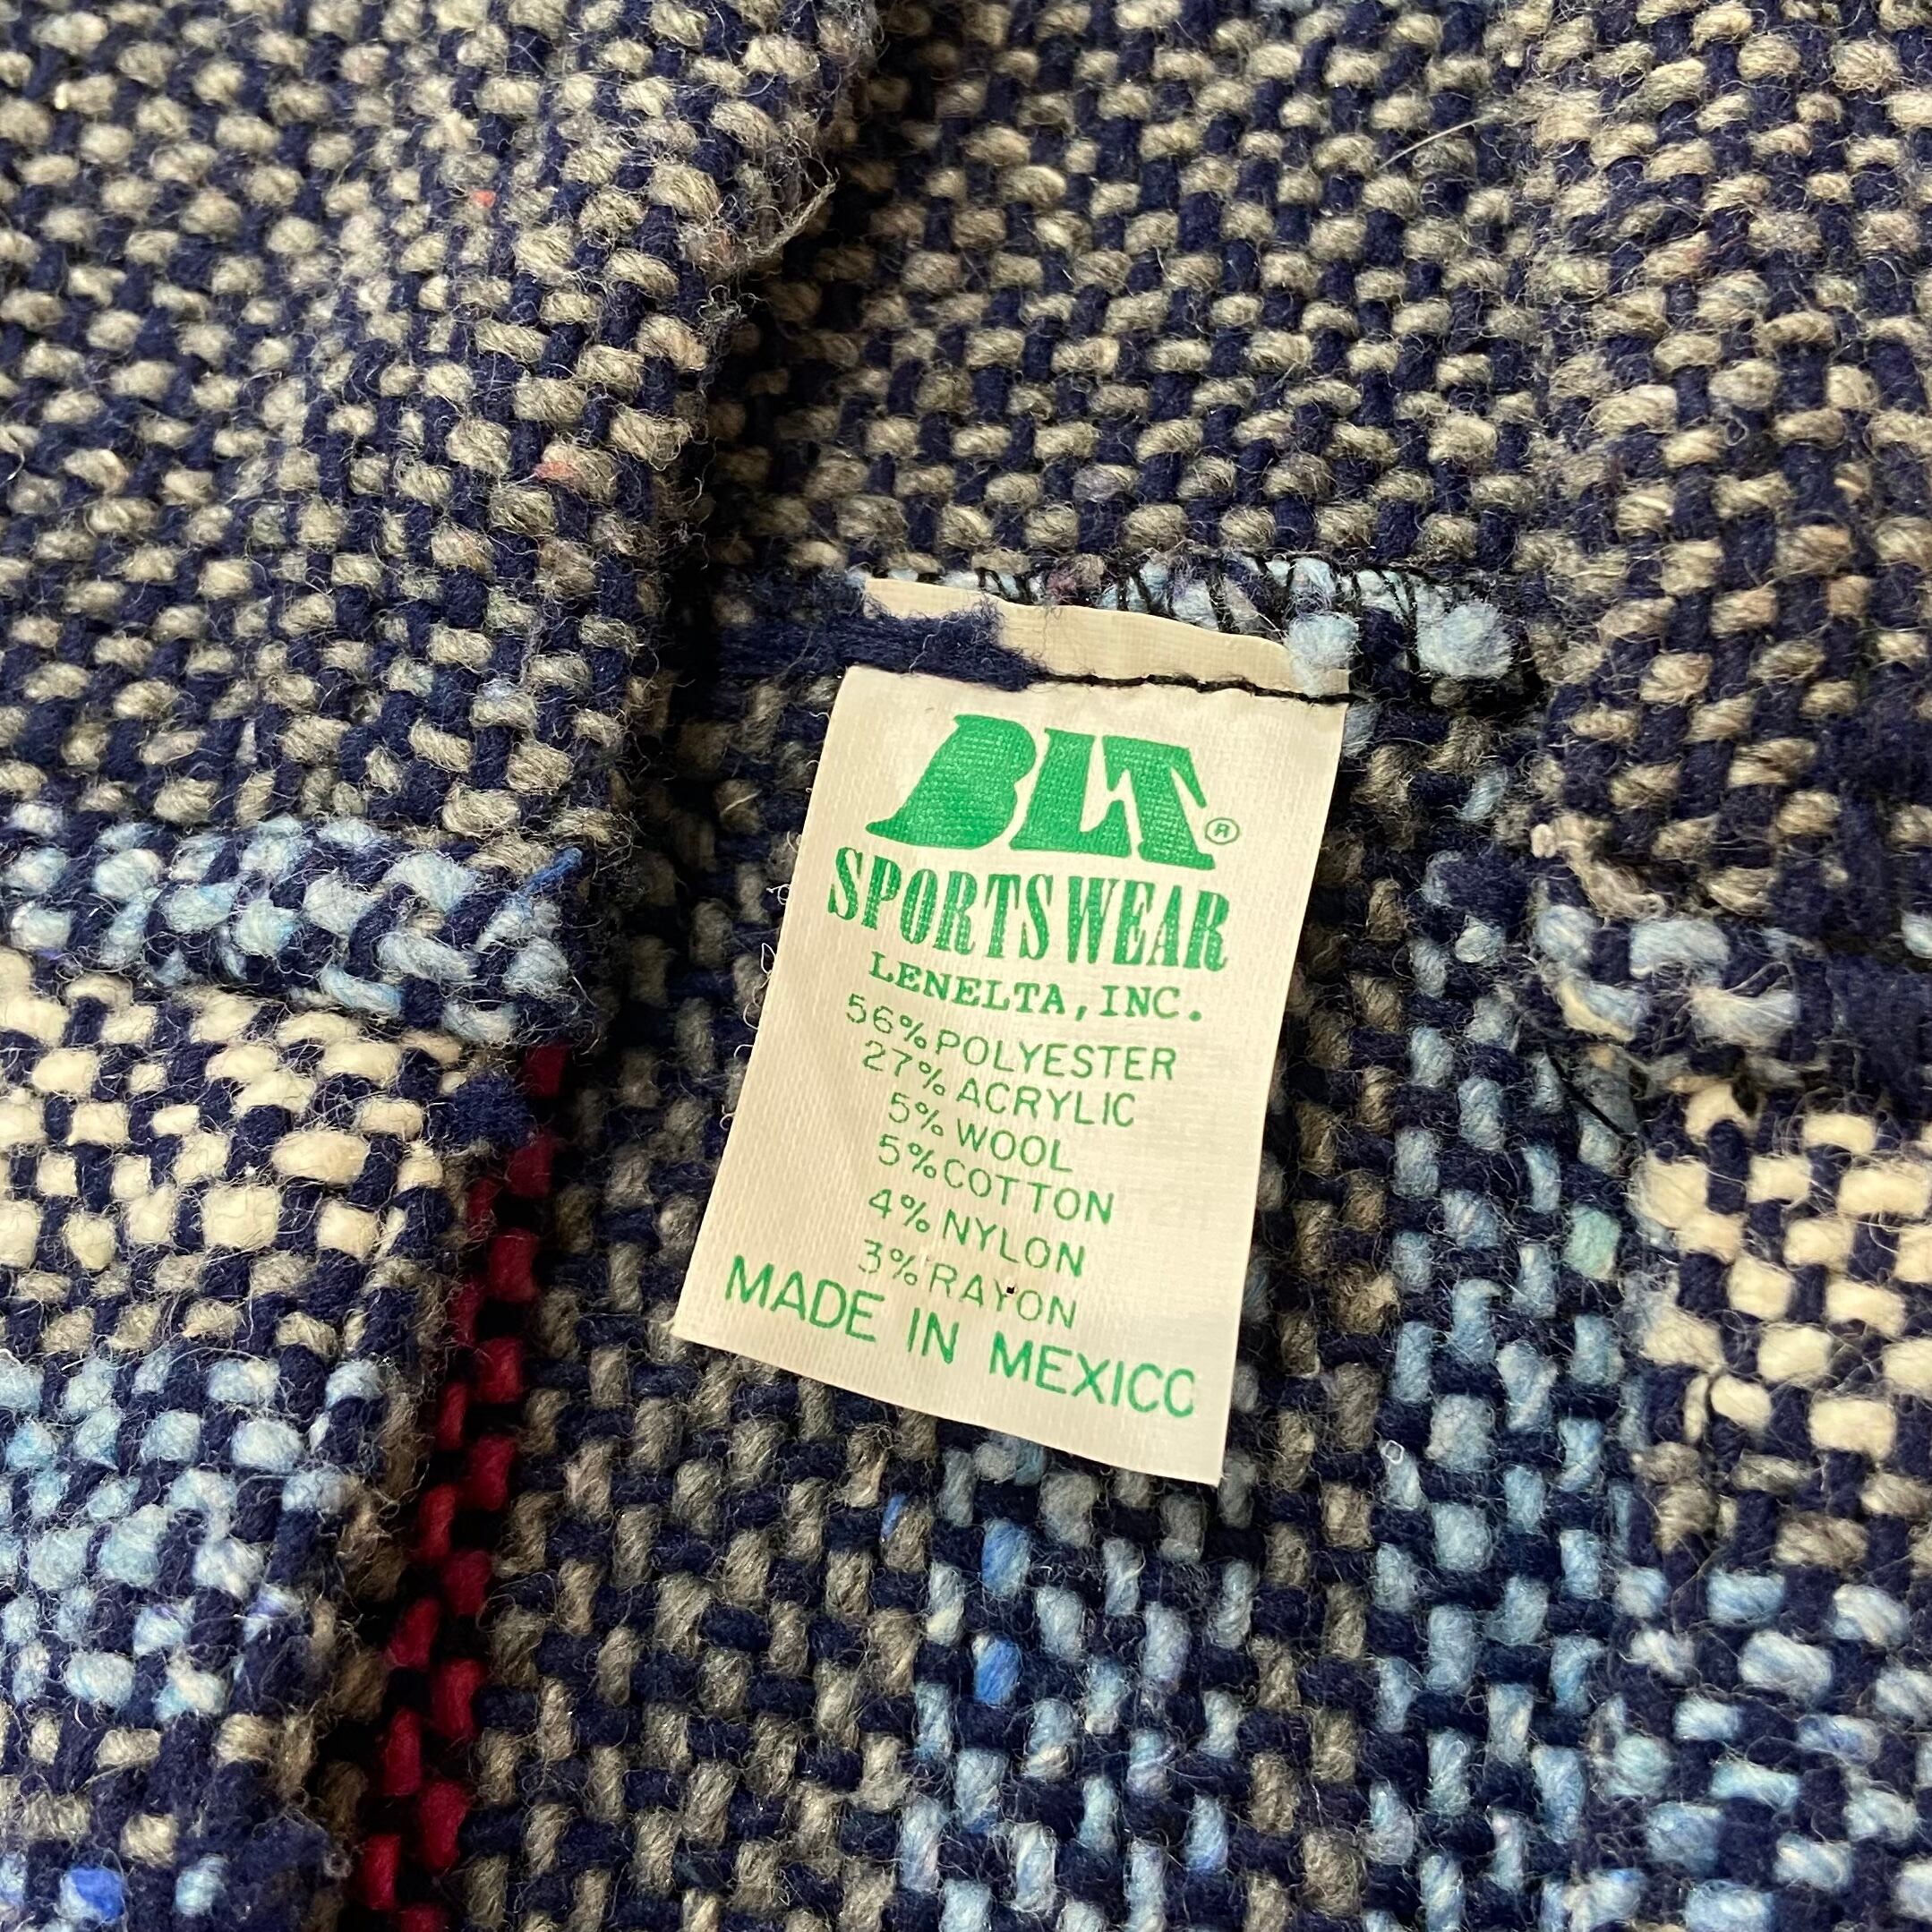 BLT®
SPORTSWEAR
LENELTA, INC.
56% POLYESTER
27% ACRYLIC
5% WOOL
5% COTTON
4% NYLON
3% RAYON
MADE IN MEXICO